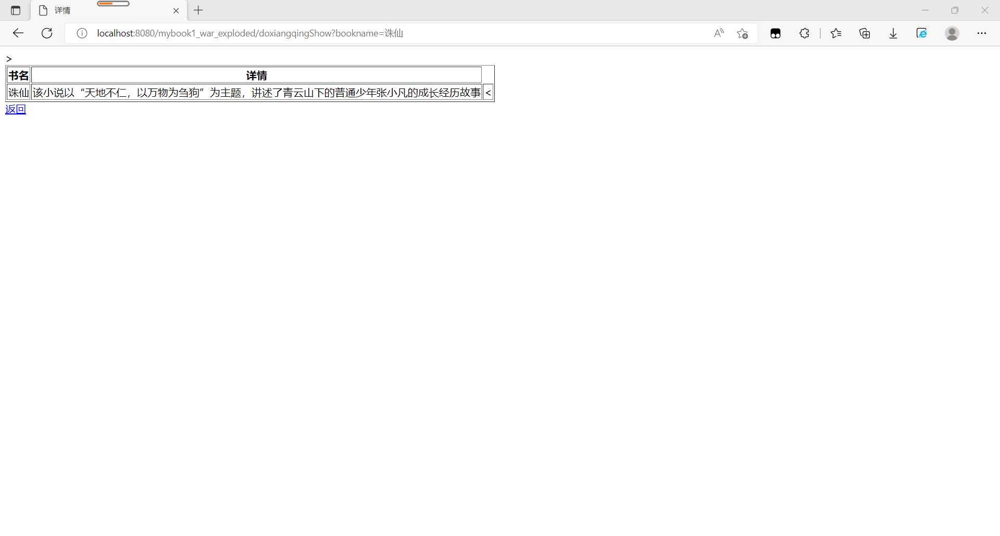 详情
localhost:8080/mybook1_war_exploded/doxiangqingShow?bookname=诛仙
>
书名 详情
诛仙 该小说以“天地不仁，以万物为刍狗”为主题，讲述了青云山下的普通少年张小凡的成长经历故事 <
返回